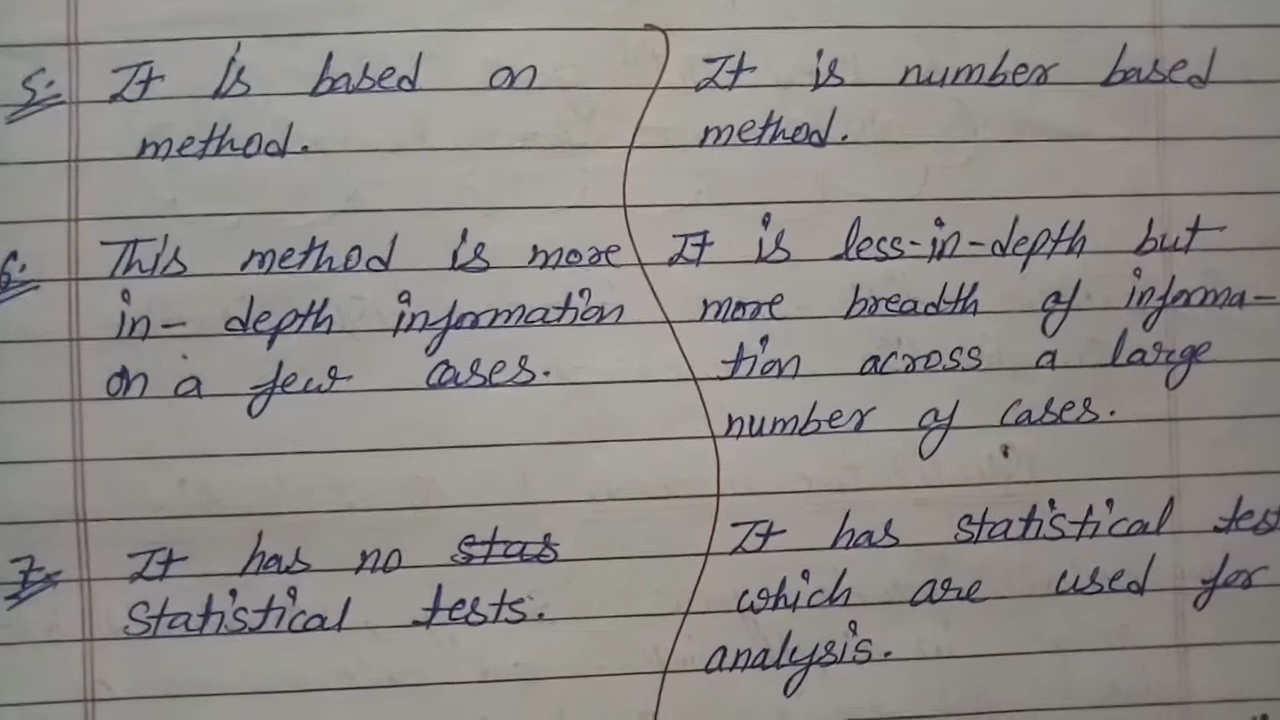 5. It is based on
method.
It is number based
method.
6. This method is more
in-depth information
on a few cases.
It is less-in-depth but
more breadth of informa-
tion across a large
number of cases.
7. It has no stas
statistical tests.
It has statistical tes
which are used for
analysis.